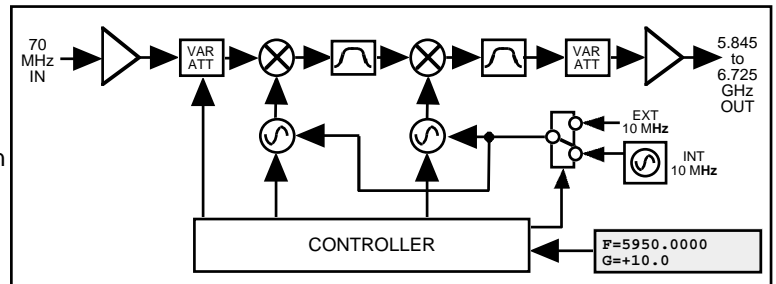 70
MHz
IN
VAR
ATT
VAR
ATT
5.845
to
6.725
GHz
OUT
EXT
10 MHz
INT
10 MHz
n
CONTROLLER
F=5950.0000
G=+10.0